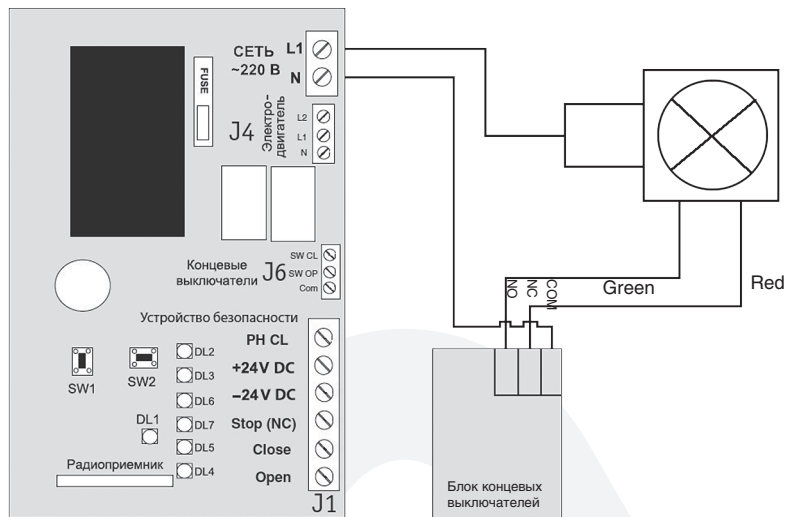 СЕТЬ L1
~220 В N
FUSE
J4
Электро-
двигатель
L2
L1
N
Концевые
выключатели
J6
SW CL
SW OP
Com
Устройство безопасности
PH CL
+24V DC
–24V DC
Stop (NC)
Close
Open
J1
SW1
SW2
DL2
DL3
DL6
DL1
DL7
DL5
DL4
Радиоприемник
NO
NC
COM
Green
Red
Блок концевых
выключателей